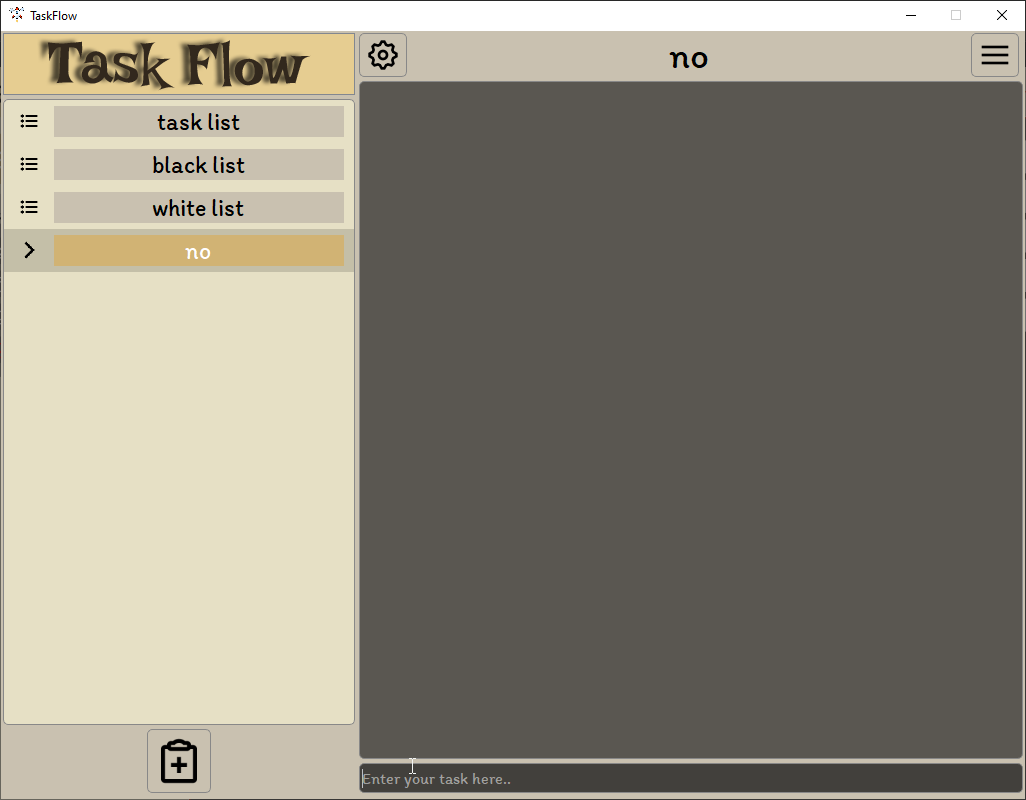 TaskFlow
Task Flow
no
task list
black list
white list
no
Enter your task here..